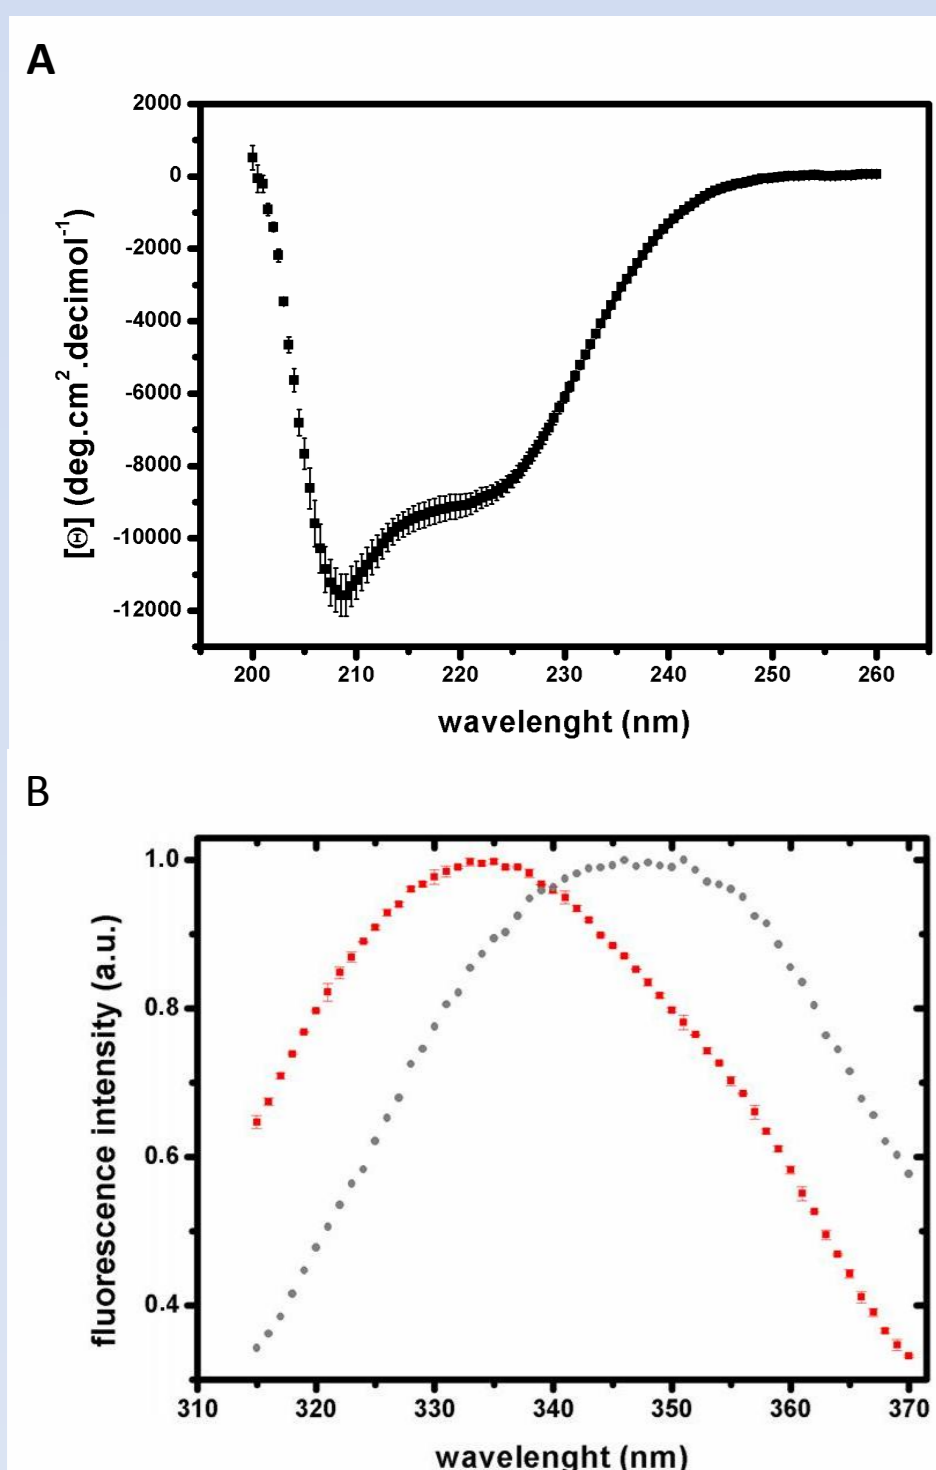 A
2000
0
-2000
-4000
-6000
-8000
-10000
-12000
[Θ] (deg.cm².decimol⁻¹)
200 210 220 230 240 250 260
wavelenght (nm)
B
1.0
0.8
0.6
0.4
fluorescence intensity (a.u.)
310 320 330 340 350 360 370
wavelenght (nm)